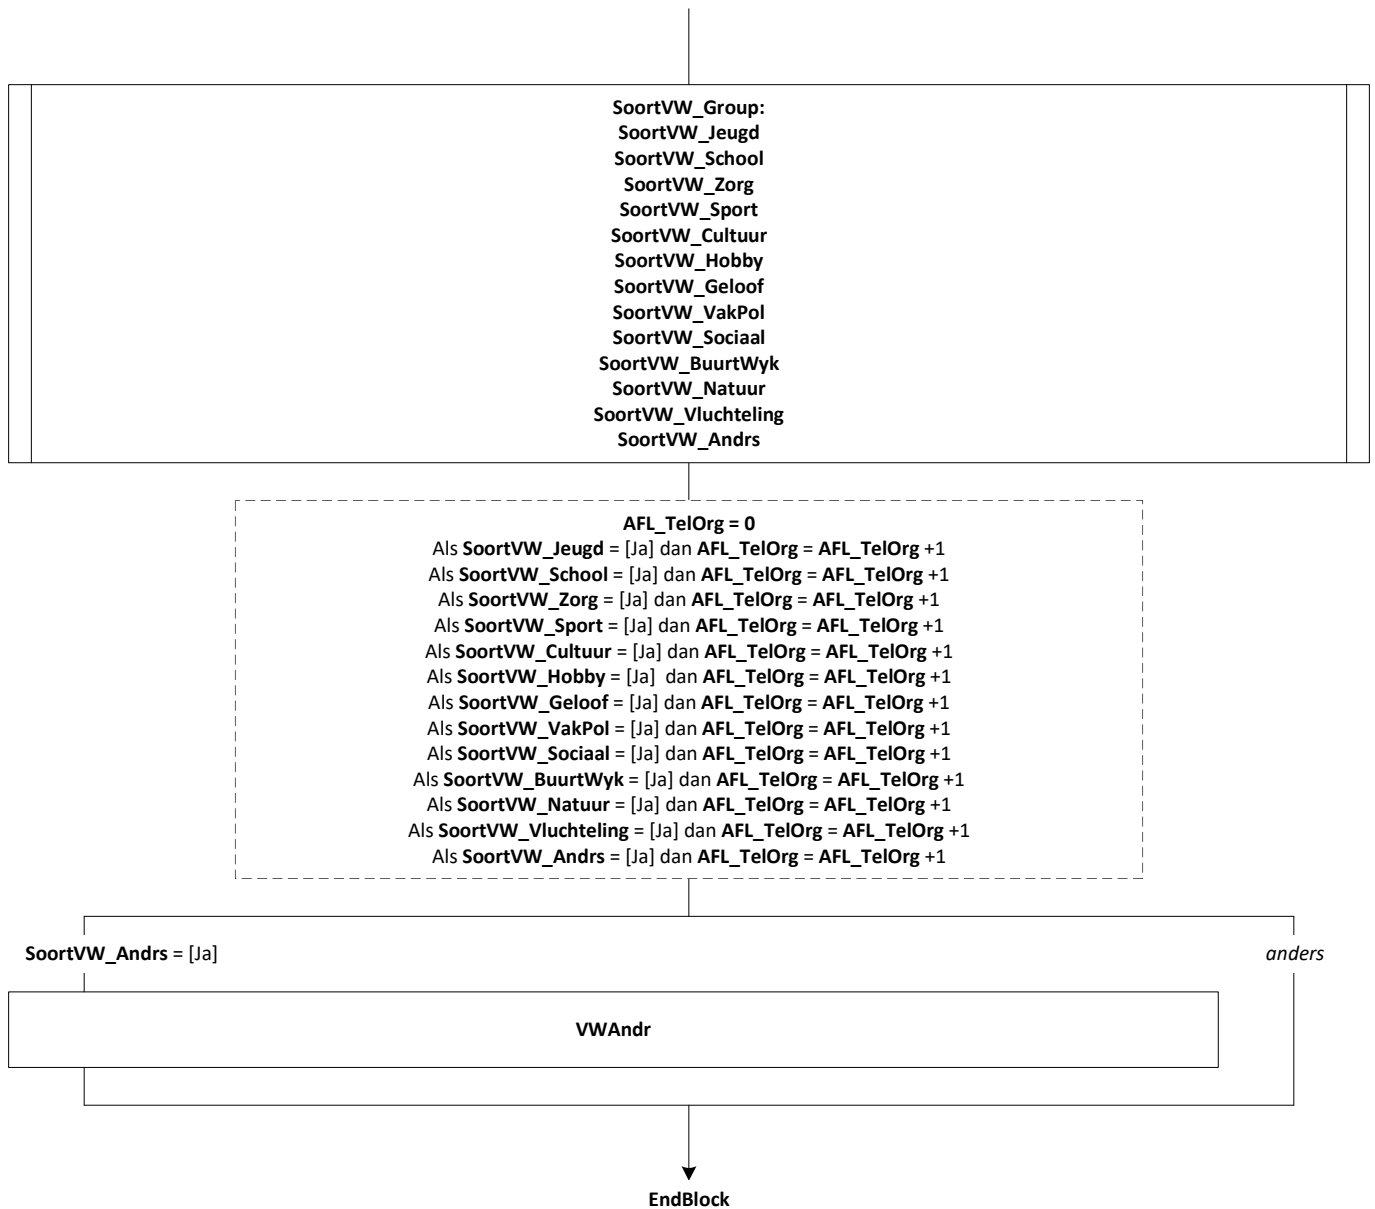 SoortVW_Group:
SoortVW_Jeugd
SoortVW_School
SoortVW_Zorg
SoortVW_Sport
SoortVW_Cultuur
SoortVW_Hobby
SoortVW_Geloof
SoortVW_VakPol
SoortVW_Sociaal
SoortVW_BuurtWyk
SoortVW_Natuur
SoortVW_Vluchteling
SoortVW_Andrs
AFL_TelOrg = 0
Als SoortVW_Jeugd = [Ja] dan AFL_TelOrg = AFL_TelOrg +1
Als SoortVW_School = [Ja] dan AFL_TelOrg = AFL_TelOrg +1
Als SoortVW_Zorg = [Ja] dan AFL_TelOrg = AFL_TelOrg +1
Als SoortVW_Sport = [Ja] dan AFL_TelOrg = AFL_TelOrg +1
Als SoortVW_Cultuur = [Ja] dan AFL_TelOrg = AFL_TelOrg +1
Als SoortVW_Hobby = [Ja]  dan AFL_TelOrg = AFL_TelOrg +1
Als SoortVW_Geloof = [Ja] dan AFL_TelOrg = AFL_TelOrg +1
Als SoortVW_VakPol = [Ja] dan AFL_TelOrg = AFL_TelOrg +1
Als SoortVW_Sociaal = [Ja] dan AFL_TelOrg = AFL_TelOrg +1
Als SoortVW_BuurtWyk = [Ja] dan AFL_TelOrg = AFL_TelOrg +1
Als SoortVW_Natuur = [Ja] dan AFL_TelOrg = AFL_TelOrg +1
Als SoortVW_Vluchteling = [Ja] dan AFL_TelOrg = AFL_TelOrg +1
Als SoortVW_Andrs = [Ja] dan AFL_TelOrg = AFL_TelOrg +1
SoortVW_Andrs = [Ja]
anders
VWAndr
EndBlock